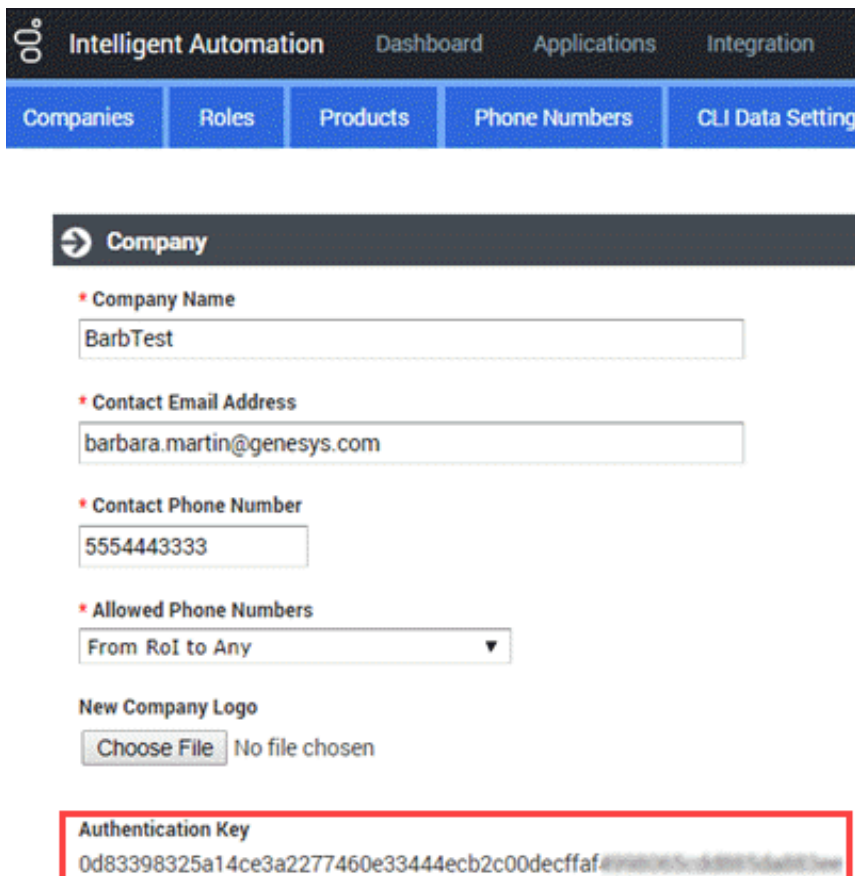 Intelligent Automation Dashboard Applications Integration
Companies Roles Products Phone Numbers CLI Data Setting
Company
* Company Name
BarbTest
* Contact Email Address
barbara.martin@genesys.com
* Contact Phone Number
5554443333
* Allowed Phone Numbers
From RoI to Any
New Company Logo
Choose File No file chosen
Authentication Key
0d83398325a14ce3a2277460e33444ecb2c00decffaf